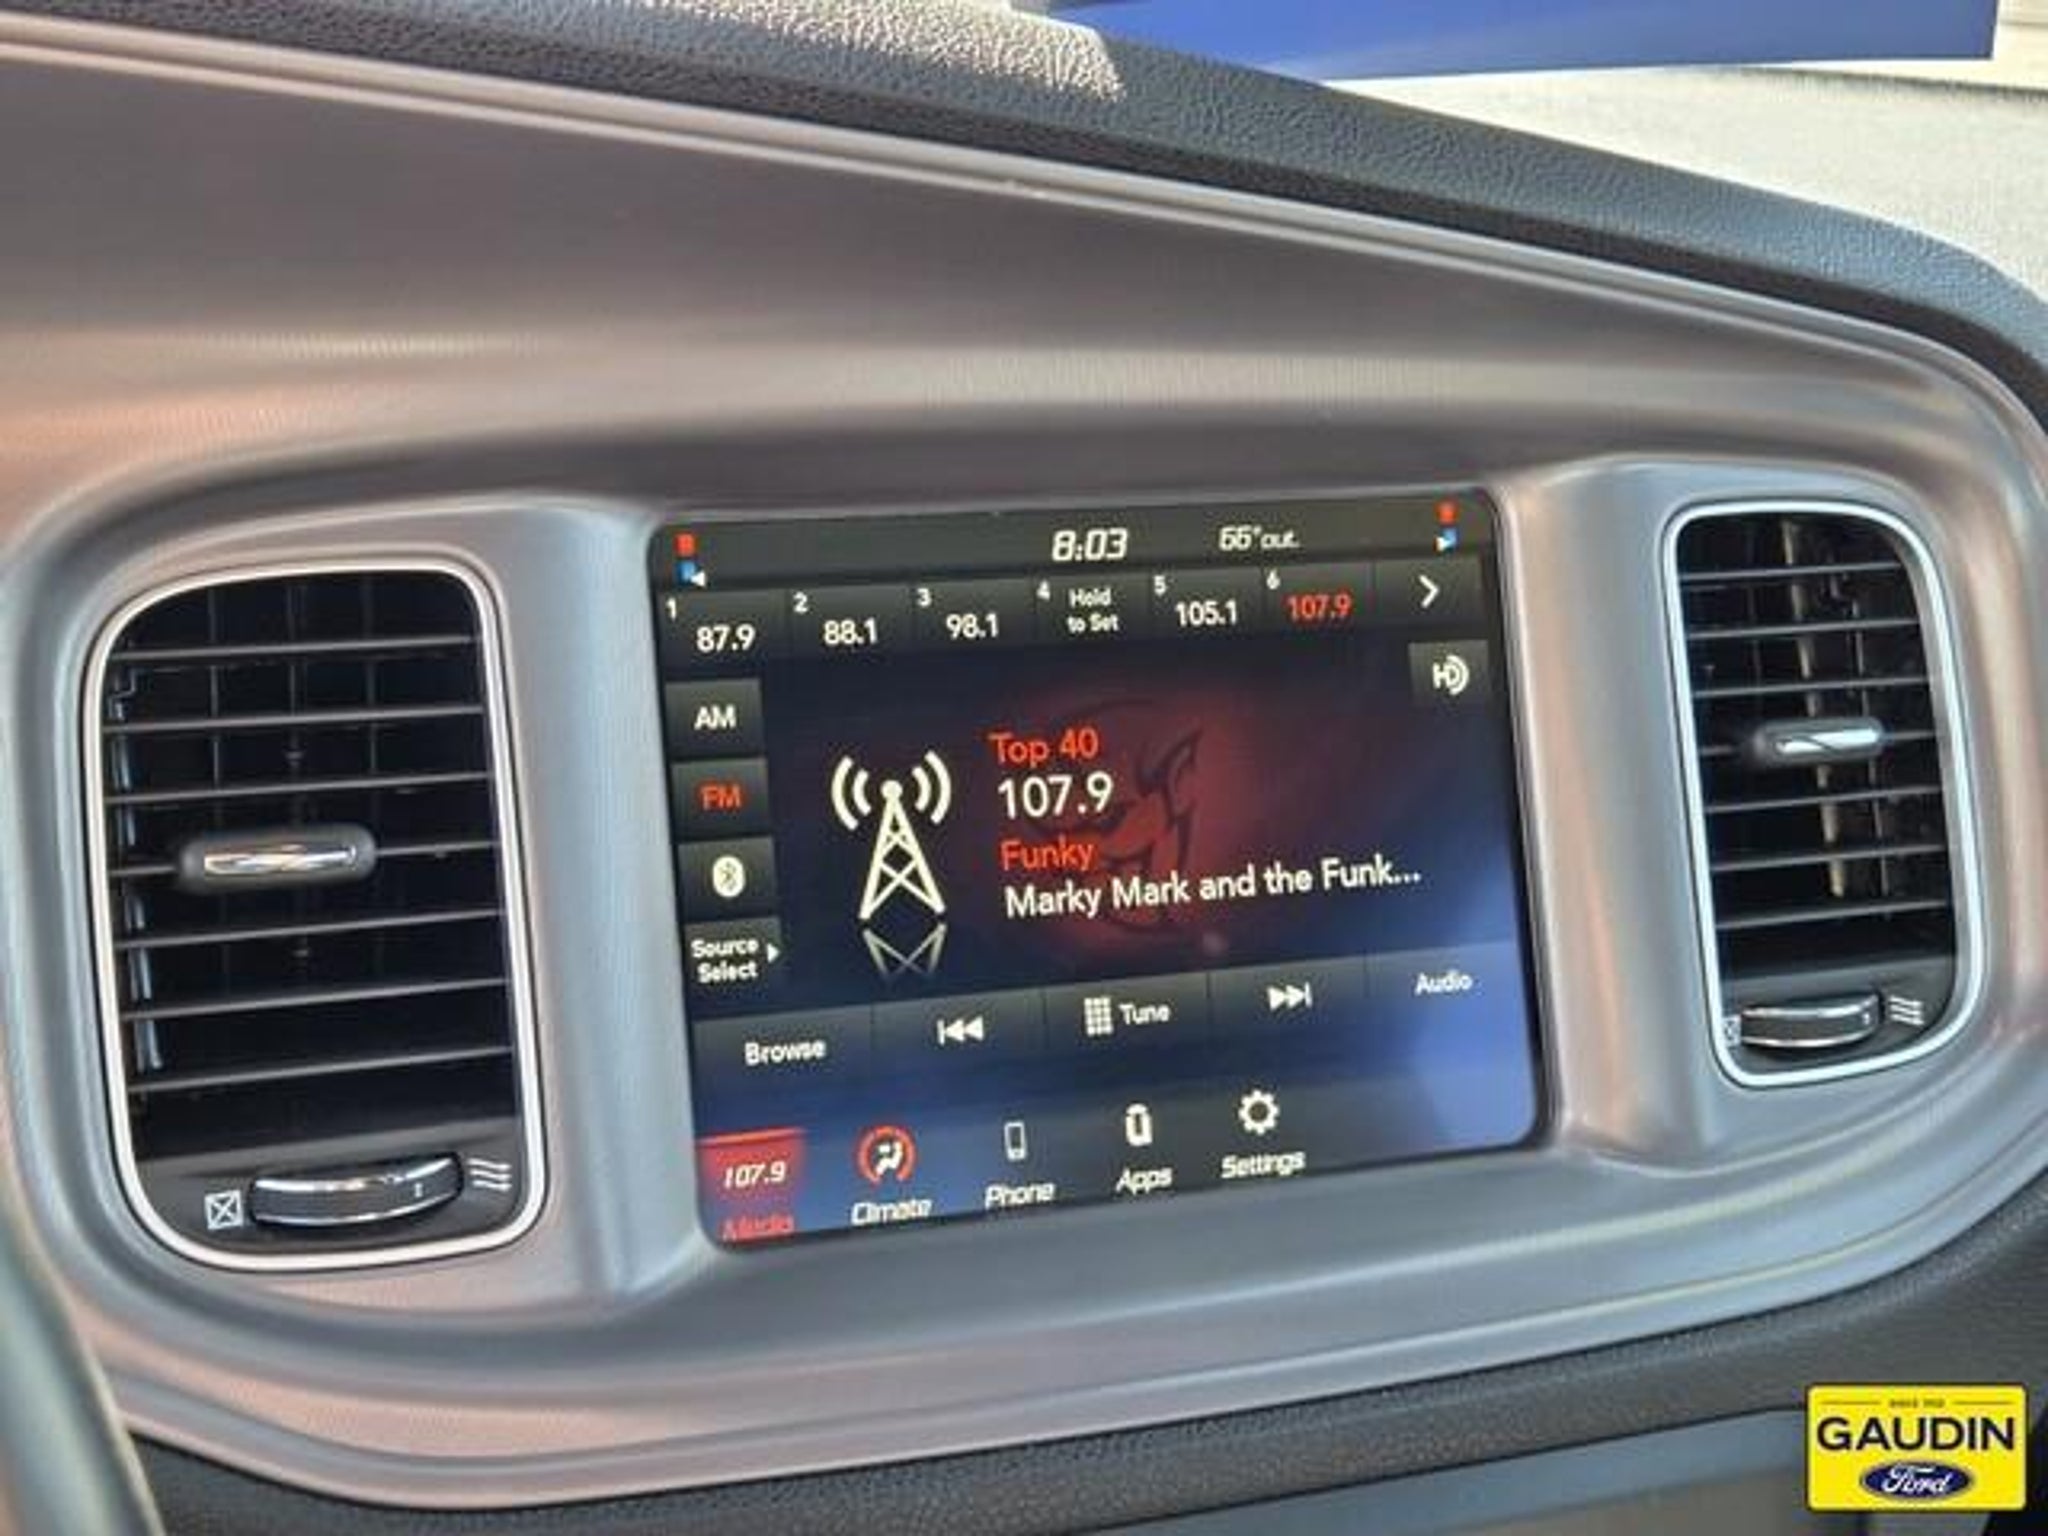 8:03 66°out.
1 87.9 2 88.1 3 98.1 4 Hold to Set 5 105.1 6 107.9
HD
AM
FM
Source
Select
Top 40
107.9
Funky
Marky Mark and the Funk...
Browse Tune Audio
107.9
Media Climate Phone Apps Settings
GAUDIN
Ford